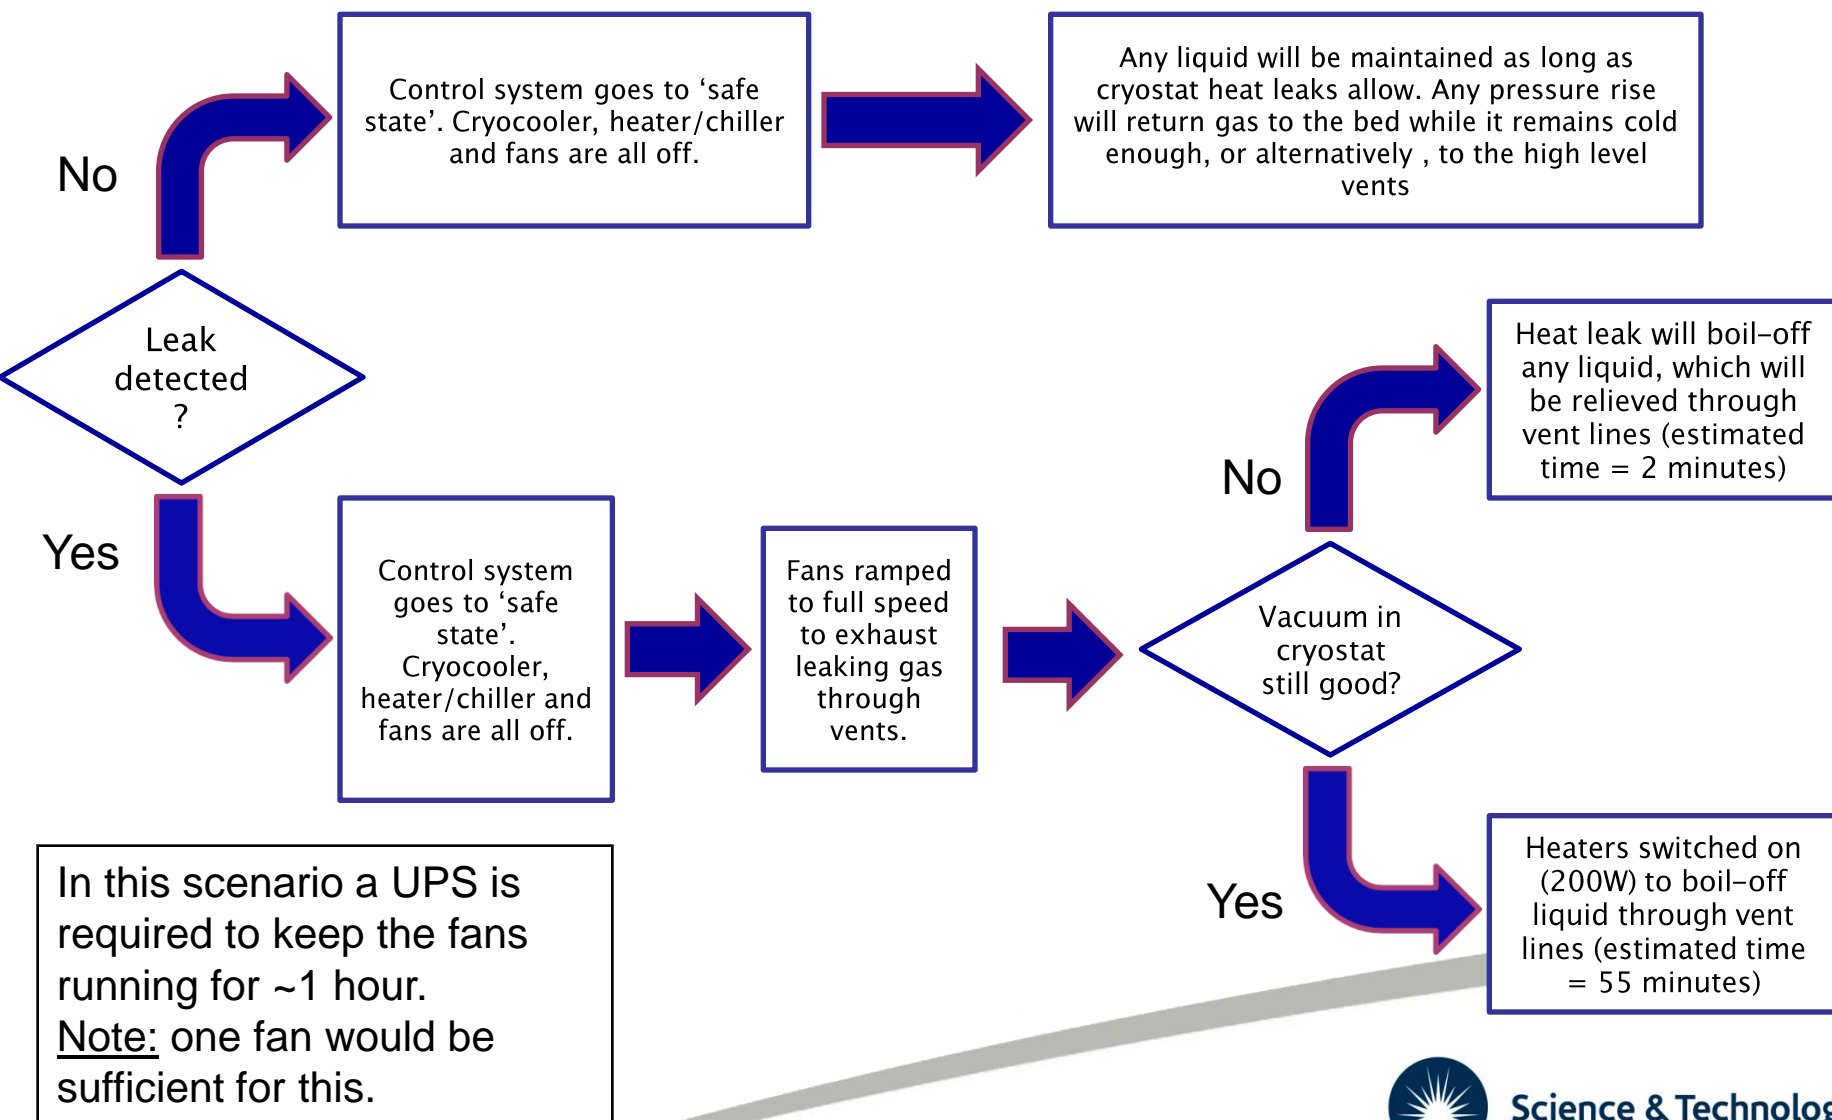 Control system goes to ‘safe
state’. Cryocooler, heater/chiller
and fans are all off.
Any liquid will be maintained as long as
cryostat heat leaks allow. Any pressure rise
will return gas to the bed while it remains cold
enough, or alternatively , to the high level
vents
No
Leak
detected
?
Yes
Control system
goes to ‘safe
state’.
Cryocooler,
heater/chiller and
fans are all off.
Fans ramped
to full speed
to exhaust
leaking gas
through
vents.
Vacuum in
cryostat
still good?
No
Heat leak will boil-off
any liquid, which will
be relieved through
vent lines (estimated
time = 2 minutes)
Yes
Heaters switched on
(200W) to boil-off
liquid through vent
lines (estimated time
= 55 minutes)
In this scenario a UPS is
required to keep the fans
running for ~1 hour.
Note: one fan would be
sufficient for this.
Science & Technolog